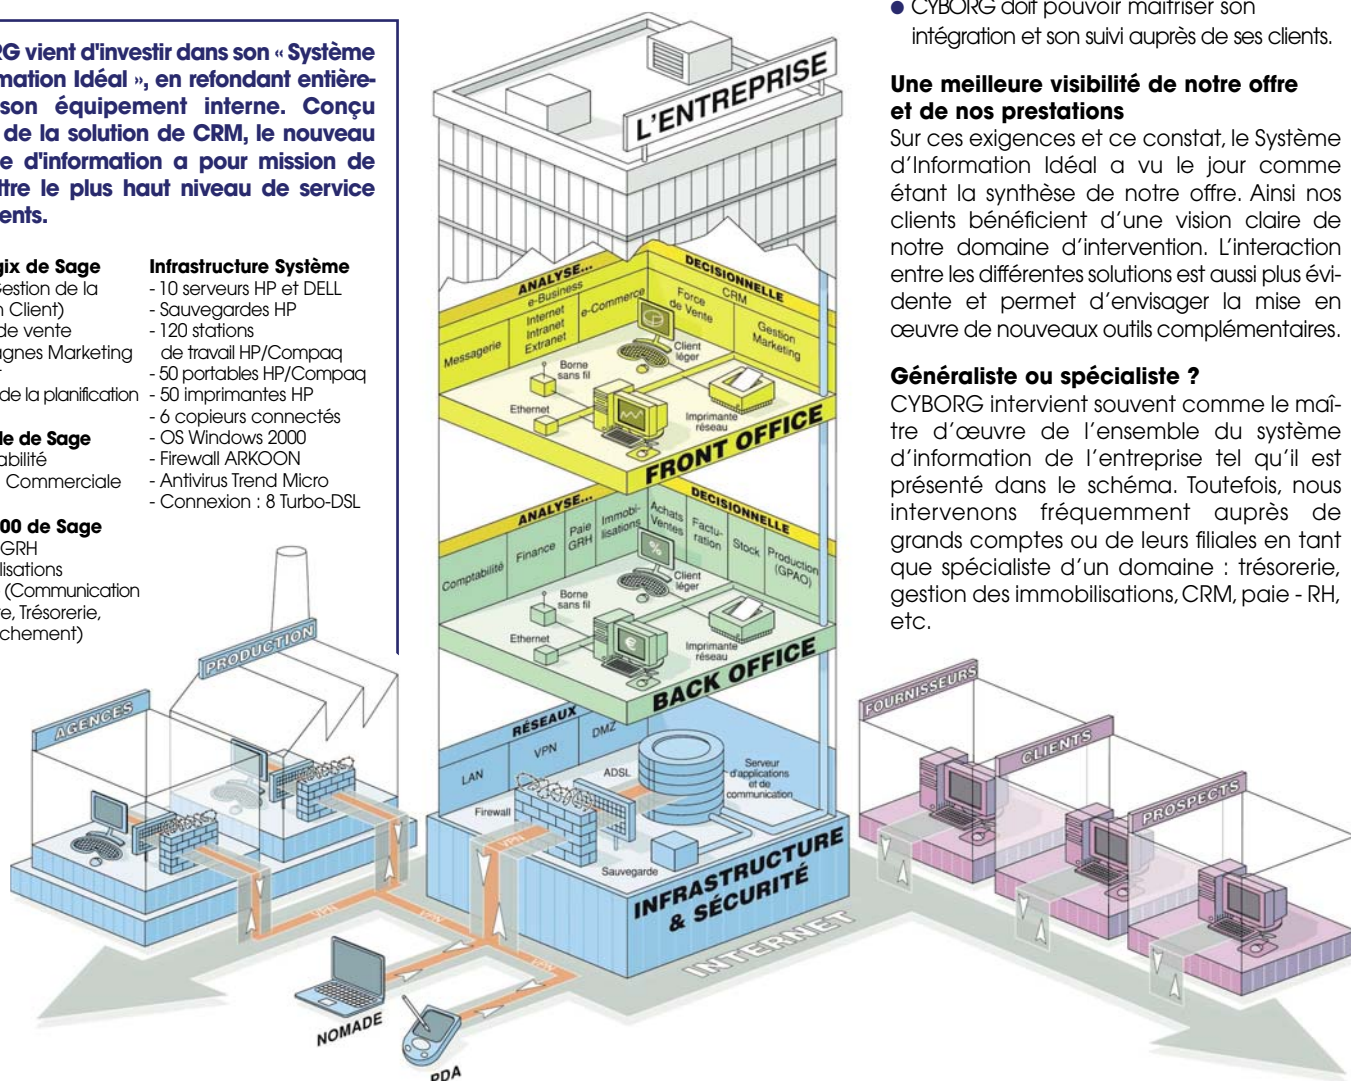 RG vient d'investir dans son « Système
mation Idéal », en refondant entière-
son équipement interne. Conçu
de la solution de CRM, le nouveau
e d'information a pour mission de
ttre le plus haut niveau de service
ents.
gix de Sage
Gestion de la
n Client)
de vente
agnes Marketing
de la planification
le de Sage
abilité
Commerciale
00 de Sage
GRH
lisations
(Communication
re, Trésorerie,
chement)
Infrastructure Système
- 10 serveurs HP et DELL
- Sauvegardes HP
- 120 stations
de travail HP/Compaq
- 50 portables HP/Compaq
- 50 imprimantes HP
- 6 copieurs connectés
- OS Windows 2000
- Firewall ARKOON
- Antivirus Trend Micro
- Connexion : 8 Turbo-DSL
L'ENTREPRISE
ANALYSE...
DECISIONNELLE
Messagerie
e-Business
Internet
Intranet
Extranet
e-Commerce
Force
de Vente
CRM
Gestion
Marketing
Client
léger
Borne
sans fil
Ethernet
Imprimante
réseau
FRONT OFFICE
ANALYSE...
DECISIONNELLE
Comptabilité
Finance
Paie
GRH
Immobi-
lisations
Achats
Ventes
Factu-
ration
Stock
Production
(GPAO)
%
Client
léger
Borne
sans fil
Ethernet
€
Imprimante
réseau
BACK OFFICE
RÉSEAUX
LAN
VPN
DMZ
ADSL
Firewall
Serveur
d'applications
et de
communication
VPN
Sauvegarde
INFRASTRUCTURE
& SÉCURITÉ
PRODUCTION
AGENCES
VPN
VPN
VPN
INTERNET
NOMADE
PDA
FOURNISSEURS
CLIENTS
PROSPECTS
● CYBORG doit pouvoir maîtriser son
intégration et son suivi auprès de ses clients.
Une meilleure visibilité de notre offre
et de nos prestations
Sur ces exigences et ce constat, le Système
d'Information Idéal a vu le jour comme
étant la synthèse de notre offre. Ainsi nos
clients bénéficient d'une vision claire de
notre domaine d'intervention. L'interaction
entre les différentes solutions est aussi plus évi-
dente et permet d'envisager la mise en
œuvre de nouveaux outils complémentaires.
Généraliste ou spécialiste ?
CYBORG intervient souvent comme le maî-
tre d'œuvre de l'ensemble du système
d'information de l'entreprise tel qu'il est
présenté dans le schéma. Toutefois, nous
intervenons fréquemment auprès de
grands comptes ou de leurs filiales en tant
que spécialiste d'un domaine : trésorerie,
gestion des immobilisations, CRM, paie - RH,
etc.